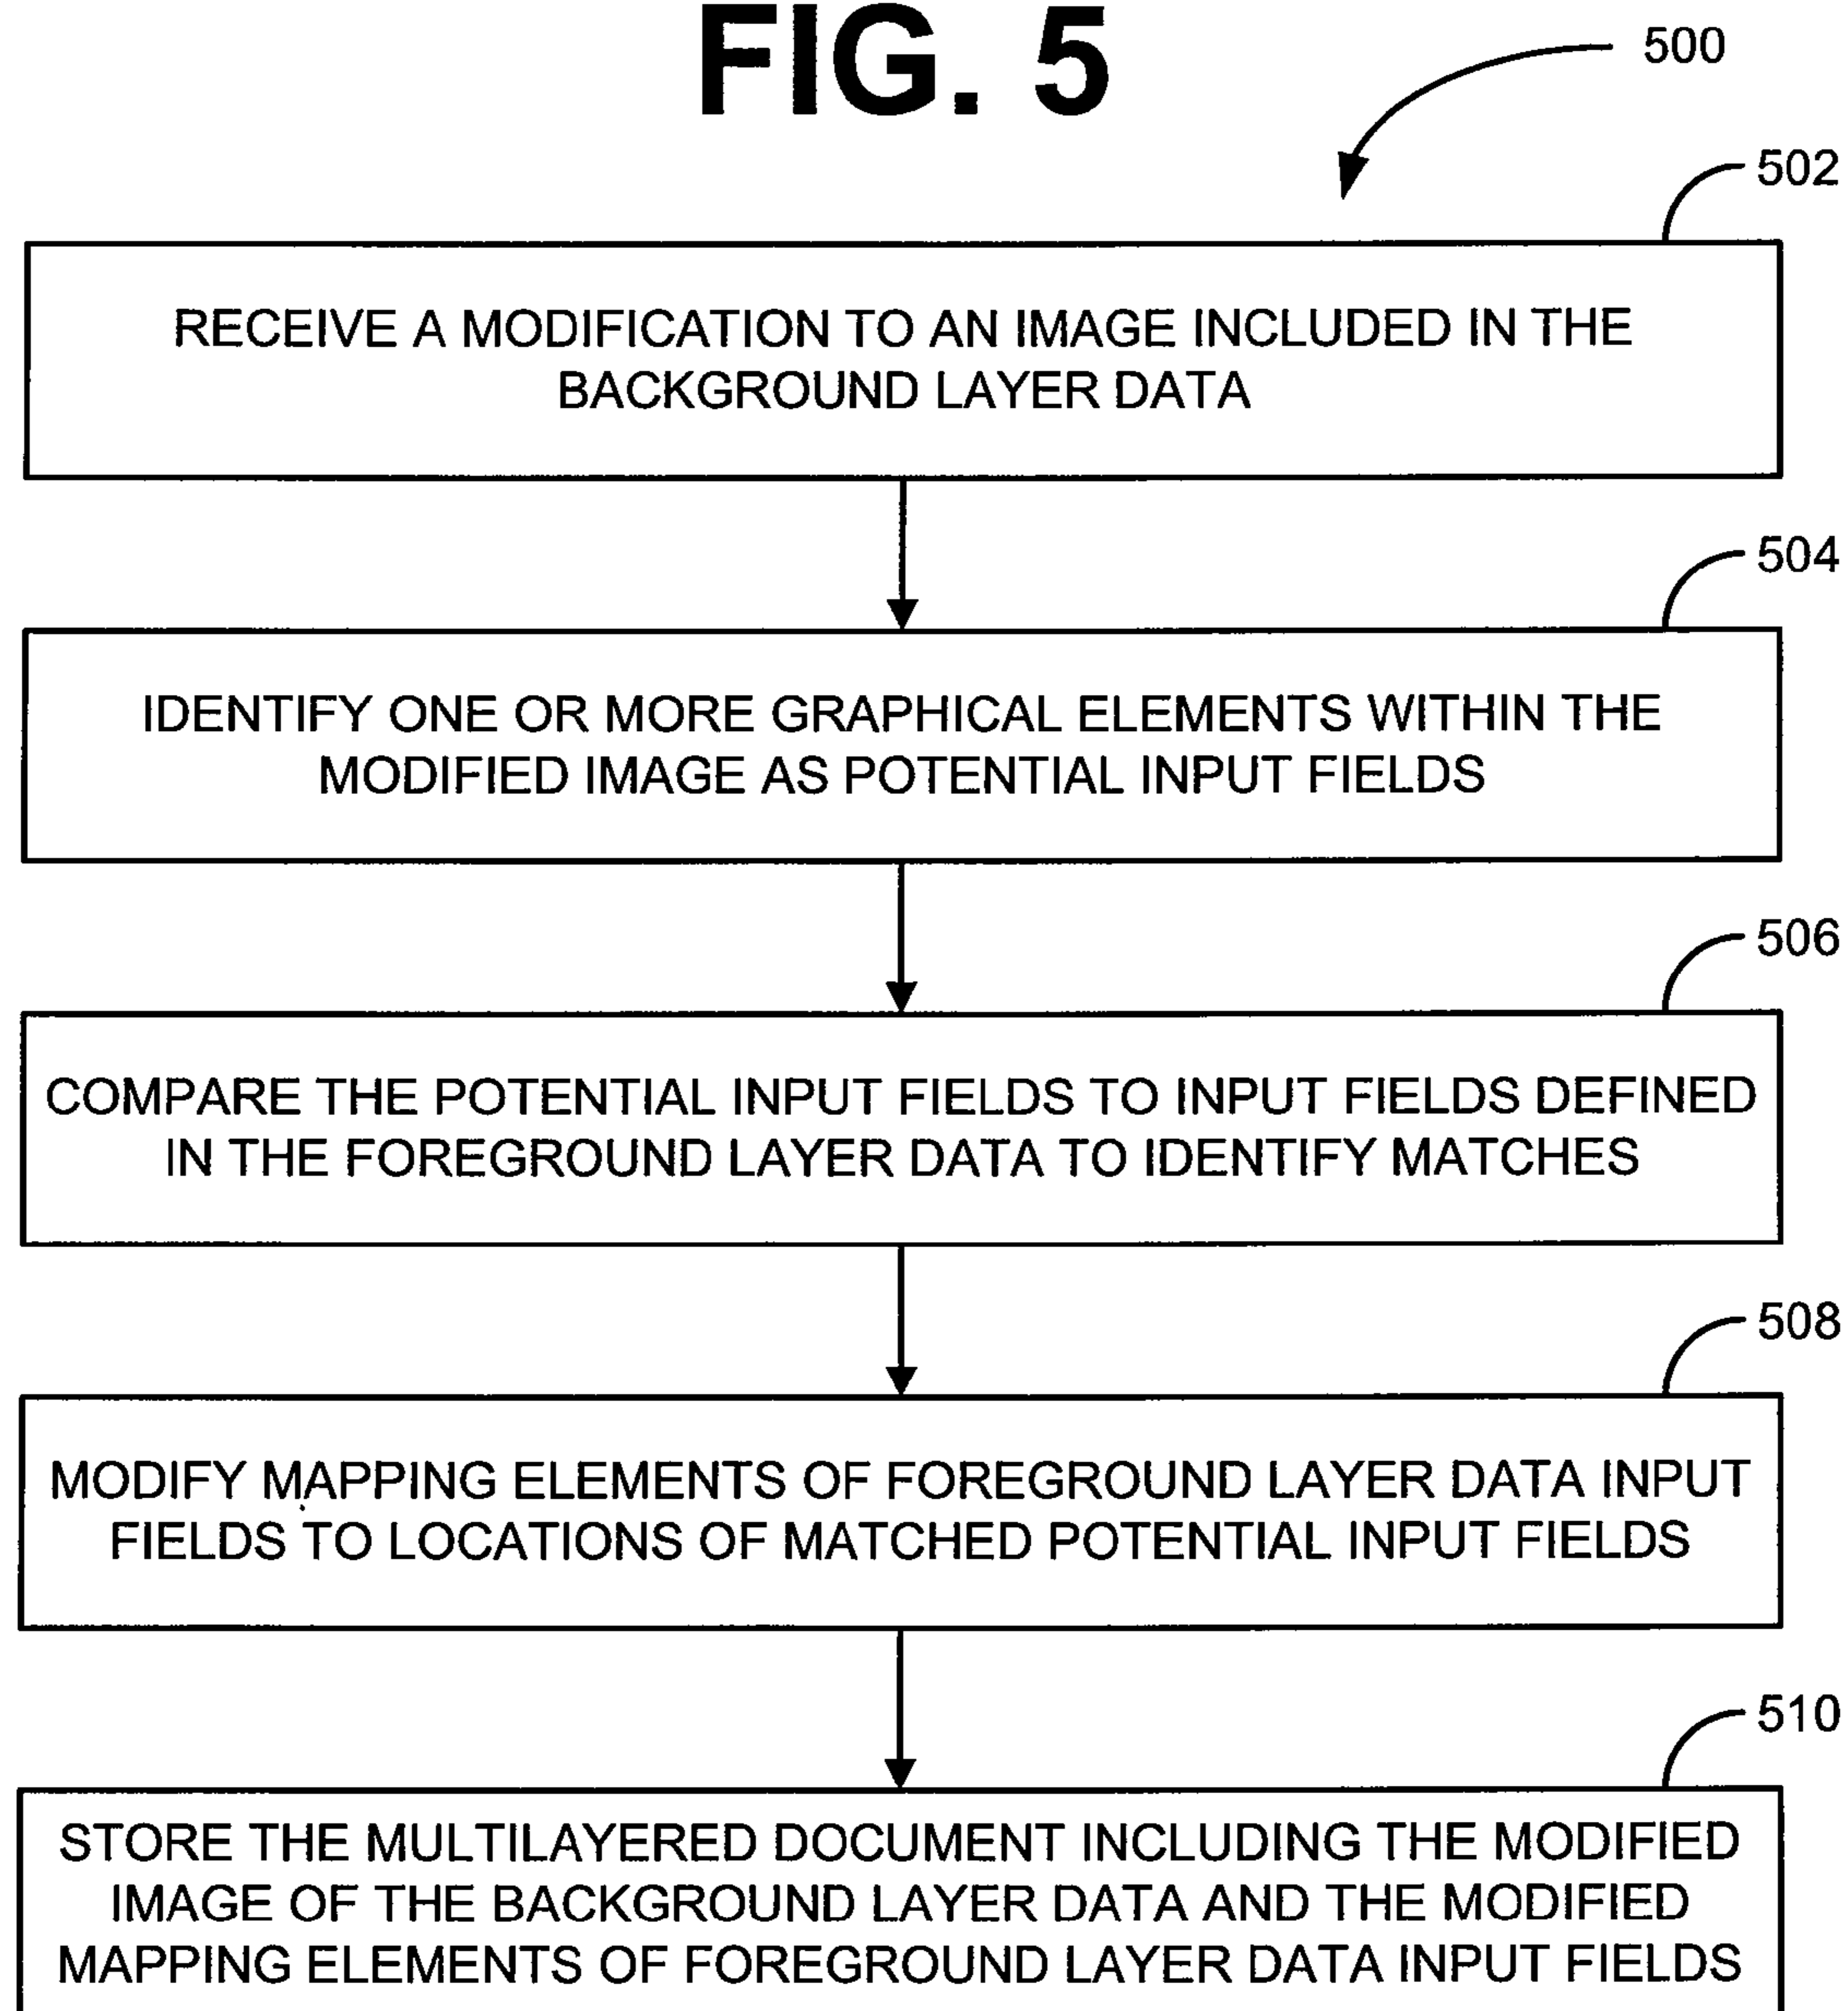 FIG. 5
500
502
RECEIVE A MODIFICATION TO AN IMAGE INCLUDED IN THE
BACKGROUND LAYER DATA
504
IDENTIFY ONE OR MORE GRAPHICAL ELEMENTS WITHIN THE
MODIFIED IMAGE AS POTENTIAL INPUT FIELDS
506
COMPARE THE POTENTIAL INPUT FIELDS TO INPUT FIELDS DEFINED
IN THE FOREGROUND LAYER DATA TO IDENTIFY MATCHES
508
MODIFY MAPPING ELEMENTS OF FOREGROUND LAYER DATA INPUT
FIELDS TO LOCATIONS OF MATCHED POTENTIAL INPUT FIELDS
510
STORE THE MULTILAYERED DOCUMENT INCLUDING THE MODIFIED
IMAGE OF THE BACKGROUND LAYER DATA AND THE MODIFIED
MAPPING ELEMENTS OF FOREGROUND LAYER DATA INPUT FIELDS